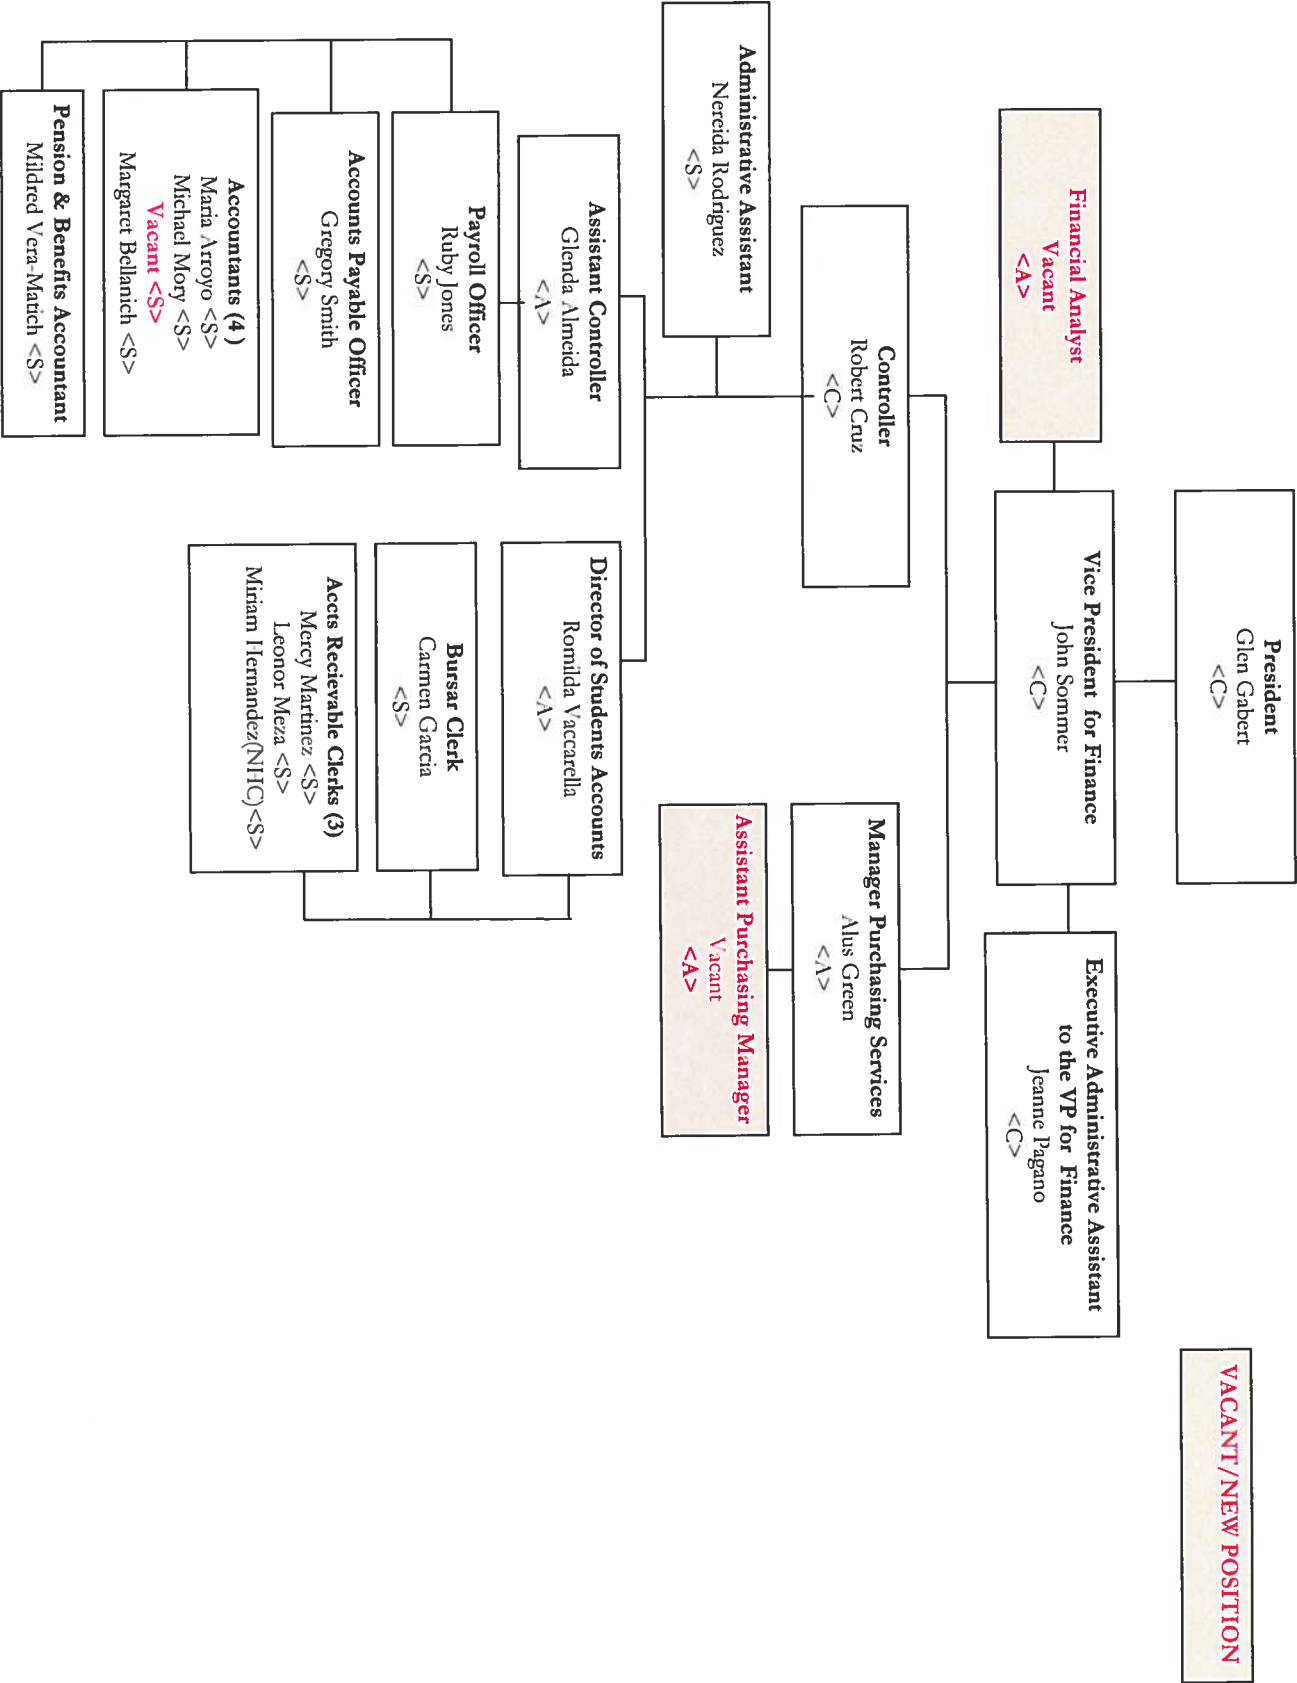 VACANT/NEW POSITION
President
Glen Gabert
<C>
Financial Analyst
Vacant
<A>
Vice President for Finance
John Sommer
<C>
Executive Administrative Assistant
to the VP for Finance
Jeanne Pagano
<C>
Controller
Robert Cruz
<C>
Manager Purchasing Services
Alus Green
<A>
Administrative Assistant
Nereida Rodriguez
<S>
Assistant Purchasing Manager
Vacant
<A>
Assistant Controller
Glenda Almeida
<A>
Director of Students Accounts
Romilda Vaccarella
<A>
Payroll Officer
Ruby Jones
<S>
Bursar Clerk
Carmen Garcia
<S>
Accounts Payable Officer
Gregory Smith
<S>
Accts Recievable Clerks (3)
Mercy Martinez <S>
Leonor Meza <S>
Miriam Hernandez(NHC)<S>
Accountants (4 )
Maria Arroyo <S>
Michael Mory <S>
Vacant <S>
Margaret Bellanich <S>
Pension & Benefits Accountant
Mildred Vera-Matich <S>